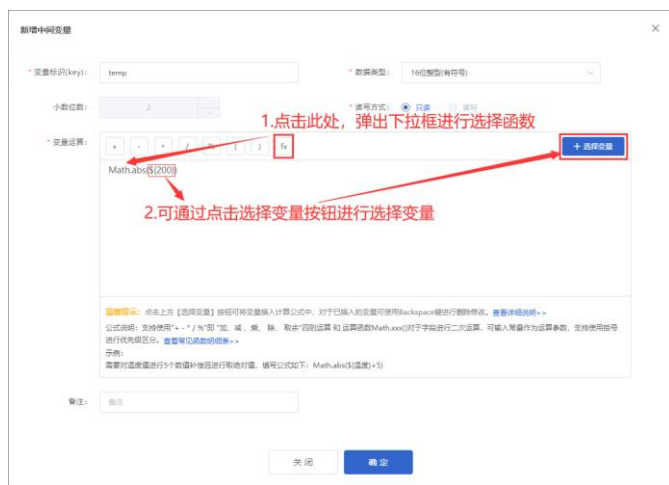 新增中间变量
×
* 变量标识(key): temp
* 数据类型: 16位整型(有符号)
小数位数: 2
* 读写方式: 只读 读写
1.点击此处，弹出下拉框进行选择函数
* 变量运算: + - * / % ( ) fx + 选择变量
Math.abs(${200})
2.可通过点击选择变量按钮进行选择变量
温馨提示: 点击上方【选择变量】按钮可将变量输入计算公式中，对于已输入的变量可使用Backspace键进行删除修改。 查看详细说明>>
公式说明: 支持使用"+ - * / %"即 "加、减、乘、除、取余"四则运算 和 运算函数Math.xxx()对于字段进行二次运算，可输入常量作为运算参数，支持使用括号
进行优先级区分。 查看常见函数明细表>>
示例:
需要对温度值进行5个数值补偿且进行取绝对值，填写公式如下: Math.abs(${温度}+5)
备注: 备注
关闭 确定